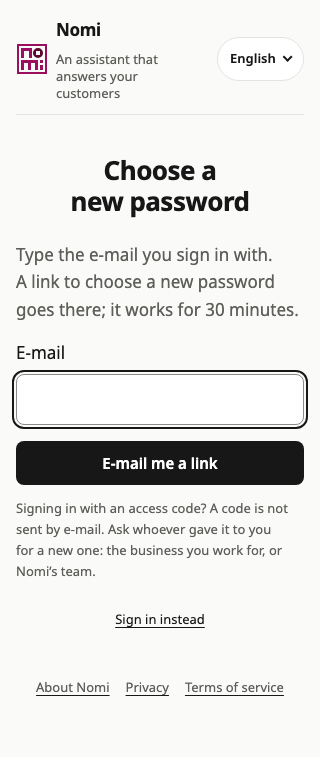 Nomi
An assistant that
answers your
customers
English
Choose a
new password
Type the e-mail you sign in with.
A link to choose a new password
goes there; it works for 30 minutes.
E-mail
E-mail me a link
Signing in with an access code? A code is not
sent by e-mail. Ask whoever gave it to you
for a new one: the business you work for, or
Nomi’s team.
Sign in instead
About Nomi Privacy Terms of service